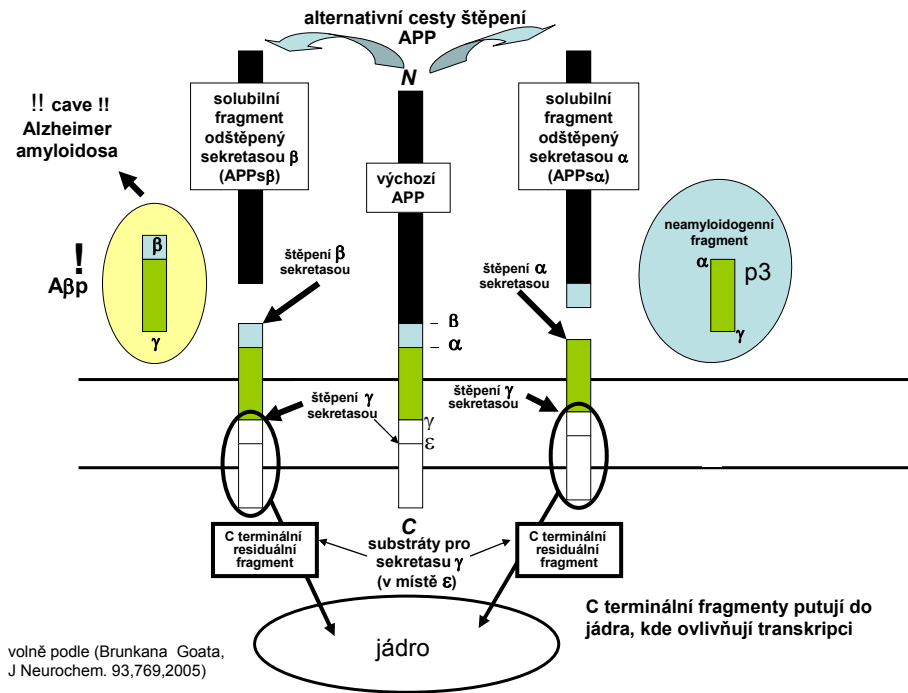 alternativní cesty štěpení
APP
N
!! cave !!
Alzheimer
amyloidosa
solubilní
fragment
odštěpený
sekretasou β
(APPsβ)
výchozí
APP
solubilní
fragment
odštěpený
sekretasou α
(APPsα)
β
!
Aβp
γ
štěpení β
sekretasou
štěpení α
sekretasou
neamyloidogenní
fragment
α
p3
γ
β
α
štěpení γ
sekretasou
γ
ε
štěpení γ
sekretasou
C
C terminální
residuální
fragment
substráty pro
sekretasu γ
(v místě ε)
C terminální
residuální
fragment
jádro
C terminální fragmenty putují do
jádra, kde ovlivňují transkripci
volně podle (Brunkana Goata,
J Neurochem. 93,769,2005)